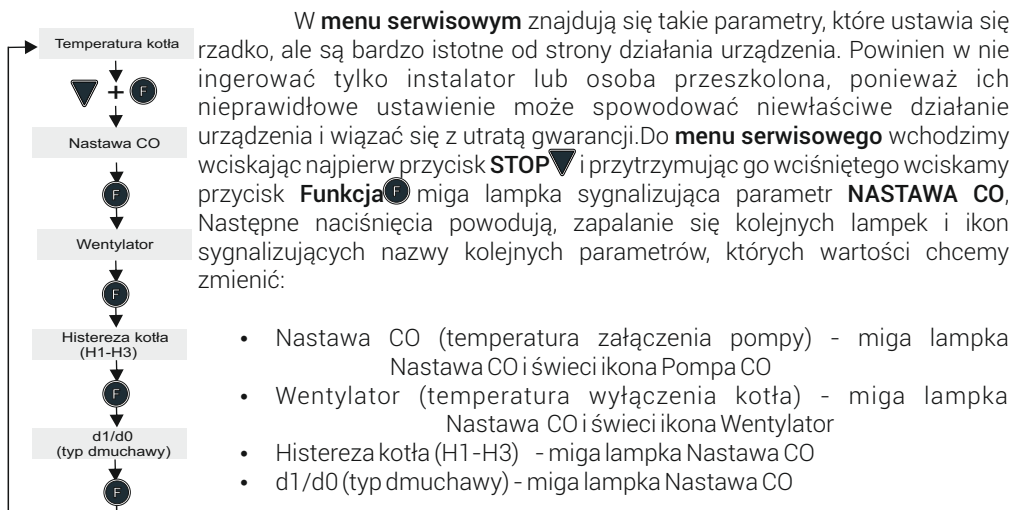 Temperatura kotła
+ F
Nastawa CO
F
Wentylator
F
Histereza kotła
(H1-H3)
F
d1/d0
(typ dmuchawy)
F
W menu serwisowym znajdują się takie parametry, które ustawia się
rzadko, ale są bardzo istotne od strony działania urządzenia. Powinien w nie
ingerować tylko instalator lub osoba przeszkolona, ponieważ ich
nieprawidłowe ustawienie może spowodować niewłaściwe działanie
urządzenia i wiązać się z utratą gwarancji.Do menu serwisowego wchodzimy
wciskając najpierw przycisk STOP i przytrzymując go wciśniętego wciskamy
przycisk Funkcja F miga lampka sygnalizująca parametr NASTAWA CO,
Następne naciśnięcia powodują, zapalanie się kolejnych lampek i ikon
sygnalizujących nazwy kolejnych parametrów, których wartości chcemy
zmienić:
• Nastawa CO (temperatura załączenia pompy) - miga lampka
Nastawa CO i świeci ikona Pompa CO
• Wentylator (temperatura wyłączenia kotła) - miga lampka
Nastawa CO i świeci ikona Wentylator
• Histereza kotła (H1-H3) - miga lampka Nastawa CO
• d1/d0 (typ dmuchawy) - miga lampka Nastawa CO